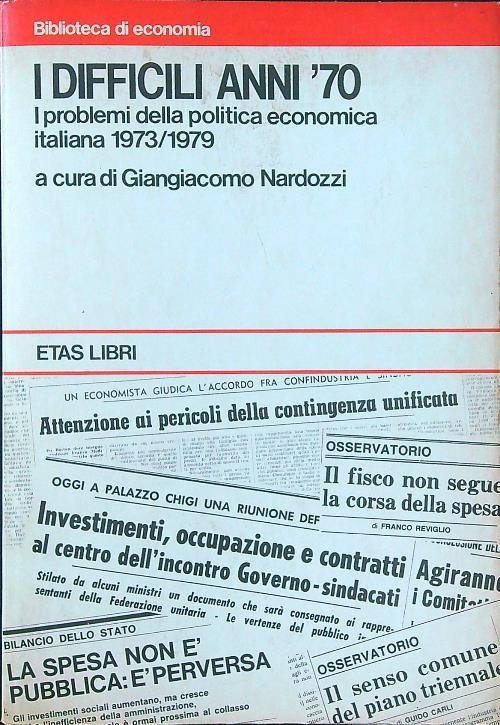 Biblioteca di economia
I DIFFICILI ANNI '70
I problemi della politica economica
italiana 1973/1979
a cura di Giangiacomo Nardozzi
ETAS LIBRI
UN ECONOMISTA GIUDICA L'ACCORDO FRA CONFINDUSTRIA E
Attenzione ai pericoli della contingenza unificata
OSSERVATORIO
Il fisco non segue
la corsa della spesa
di FRANCO REVIGLIO
OGGI A PALAZZO CHIGI UNA RIUNIONE DEF
Investimenti, occupazione e contratti
al centro dell'incontro Governo-sindacati
Stilato da alcuni ministri un documento che sarà consegnato ai rappre-
sentanti della Federazione unitaria - Le vertenze del pubblico
Agirann
i Comit
BILANCIO DELLO STATO
LA SPESA NON E'
PUBBLICA: E' PERVERSA
Gli investimenti sociali aumentano, ma cresce
l'inefficienza della amministrazione,
è ormai prossima al collasso
OSSERVATORIO
Il senso comune
del piano triennale
GUIDO CARLI